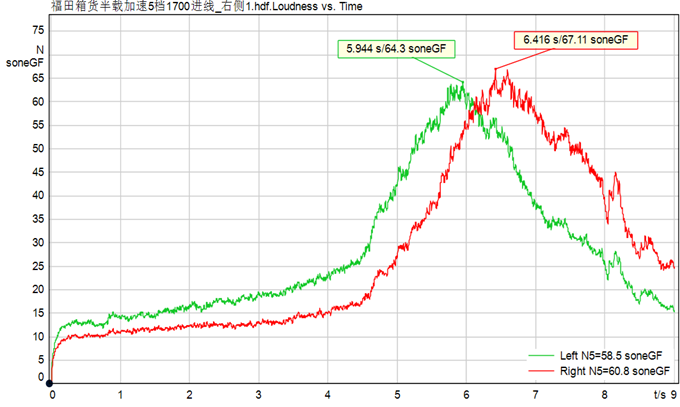 福田箱货半载加速5档1700进线_右侧1.hdf.Loudness vs. Time
75
N
soneGF
65
60
55
50
45
40
35
30
25
20
15
10
5
0
5.944 s/64.3 soneGF
6.416 s/67.11 soneGF
Left N5=58.5 soneGF
Right N5=60.8 soneGF
0 1 2 3 4 5 6 7 8 t/s 9